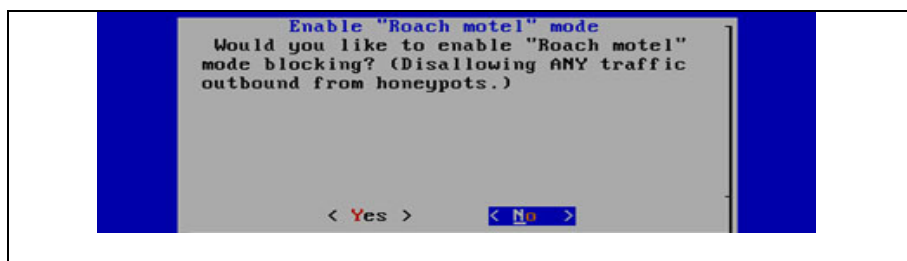 Enable "Roach motel" mode
Would you like to enable "Roach motel"
mode blocking? (Disallowing ANY traffic
outbound from honeypots.)
< Yes > < No >